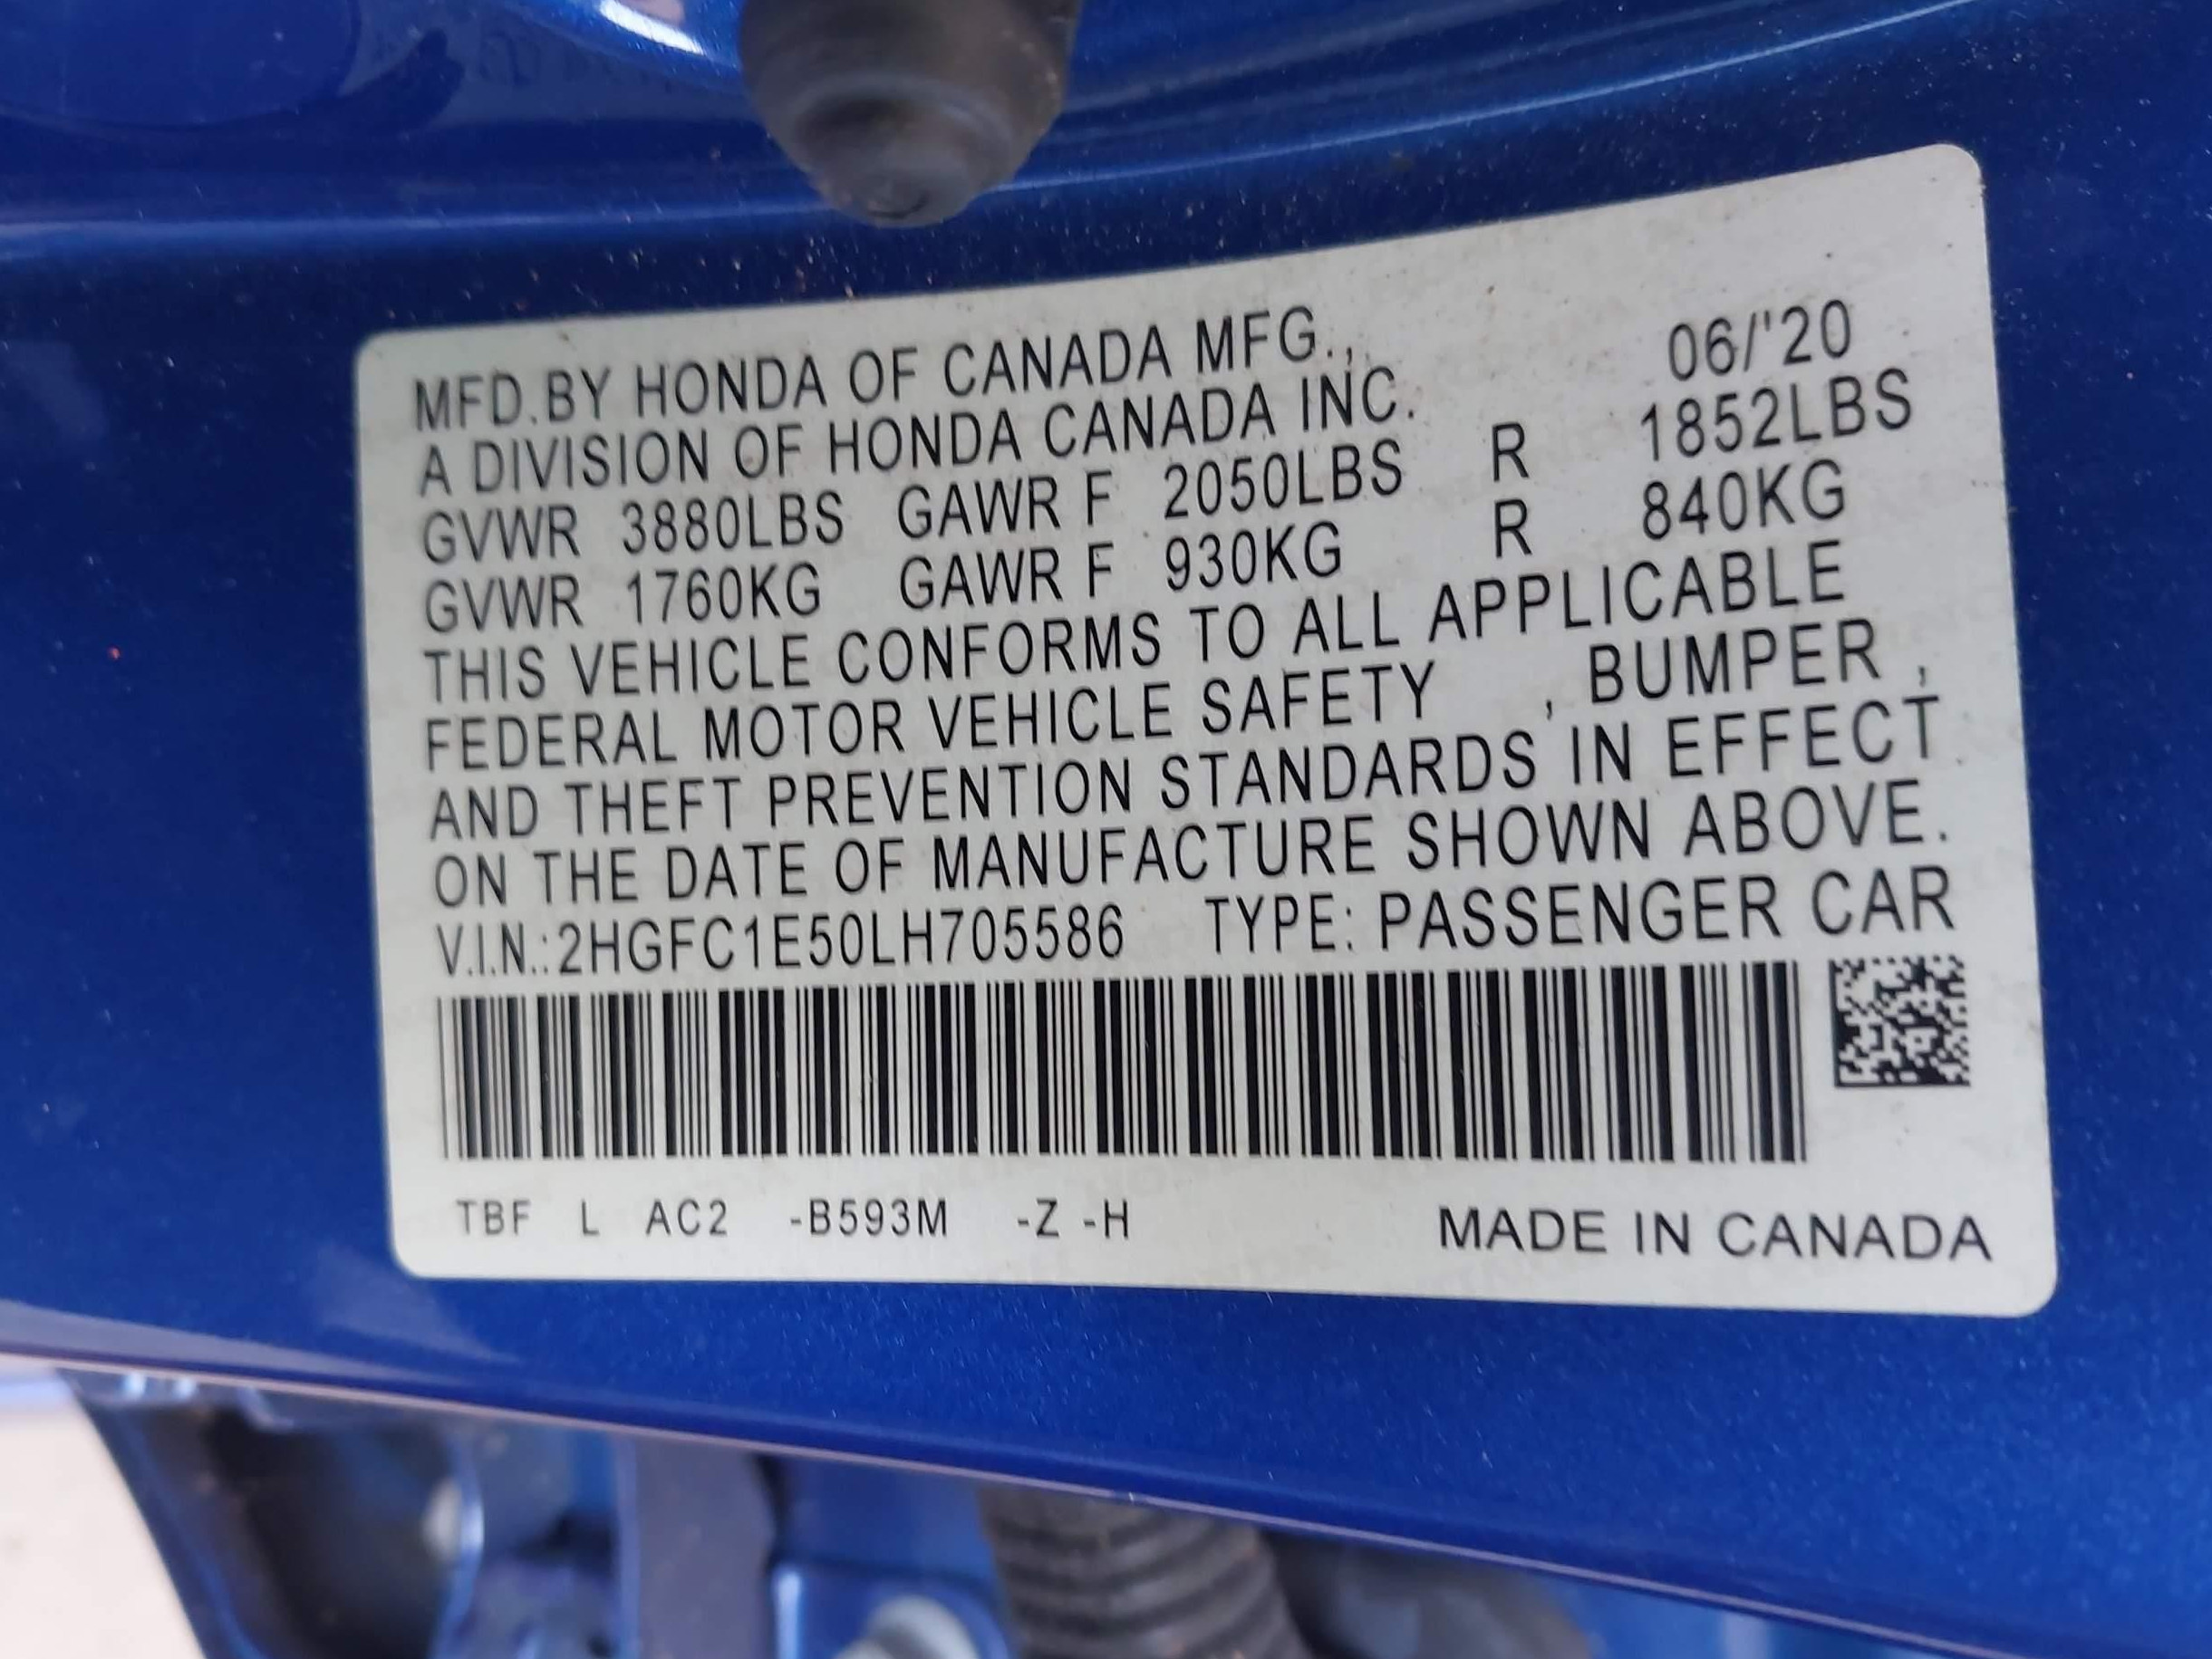 MFD.BY HONDA OF CANADA MFG., 06/'20
A DIVISION OF HONDA CANADA INC.
GVWR 3880LBS GAWR F 2050LBS R 1852LBS
GVWR 1760KG GAWR F 930KG R 840KG
THIS VEHICLE CONFORMS TO ALL APPLICABLE
FEDERAL MOTOR VEHICLE SAFETY , BUMPER ,
AND THEFT PREVENTION STANDARDS IN EFFECT
ON THE DATE OF MANUFACTURE SHOWN ABOVE.
V.I.N.:2HGFC1E50LH705586 TYPE: PASSENGER CAR
TBF L AC2 -B593M -Z -H MADE IN CANADA